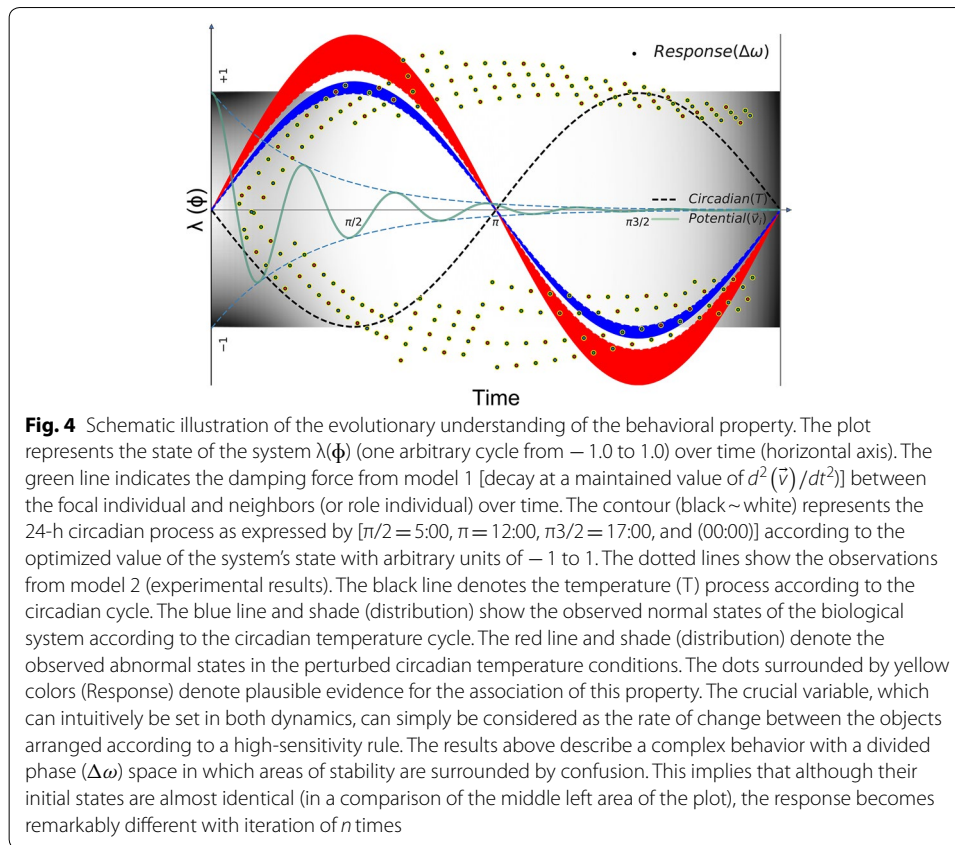 +1
Response(Δω)
λ (ϕ)
Circadian(T)
π/2
π
π3/2
Potential(v⃗ᵢ)
−1
Time
Fig. 4 Schematic illustration of the evolutionary understanding of the behavioral property. The plot
represents the state of the system λ(ϕ) (one arbitrary cycle from − 1.0 to 1.0) over time (horizontal axis). The
green line indicates the damping force from model 1 [decay at a maintained value of d²(v⃗)/dt²)] between
the focal individual and neighbors (or role individual) over time. The contour (black ~ white) represents the
24-h circadian process as expressed by [π/2 = 5:00, π = 12:00, π3/2 = 17:00, and (00:00)] according to the
optimized value of the system's state with arbitrary units of − 1 to 1. The dotted lines show the observations
from model 2 (experimental results). The black line denotes the temperature (T) process according to the
circadian cycle. The blue line and shade (distribution) show the observed normal states of the biological
system according to the circadian temperature cycle. The red line and shade (distribution) denote the
observed abnormal states in the perturbed circadian temperature conditions. The dots surrounded by yellow
colors (Response) denote plausible evidence for the association of this property. The crucial variable, which
can intuitively be set in both dynamics, can simply be considered as the rate of change between the objects
arranged according to a high-sensitivity rule. The results above describe a complex behavior with a divided
phase (Δω) space in which areas of stability are surrounded by confusion. This implies that although their
initial states are almost identical (in a comparison of the middle left area of the plot), the response becomes
remarkably different with iteration of n times